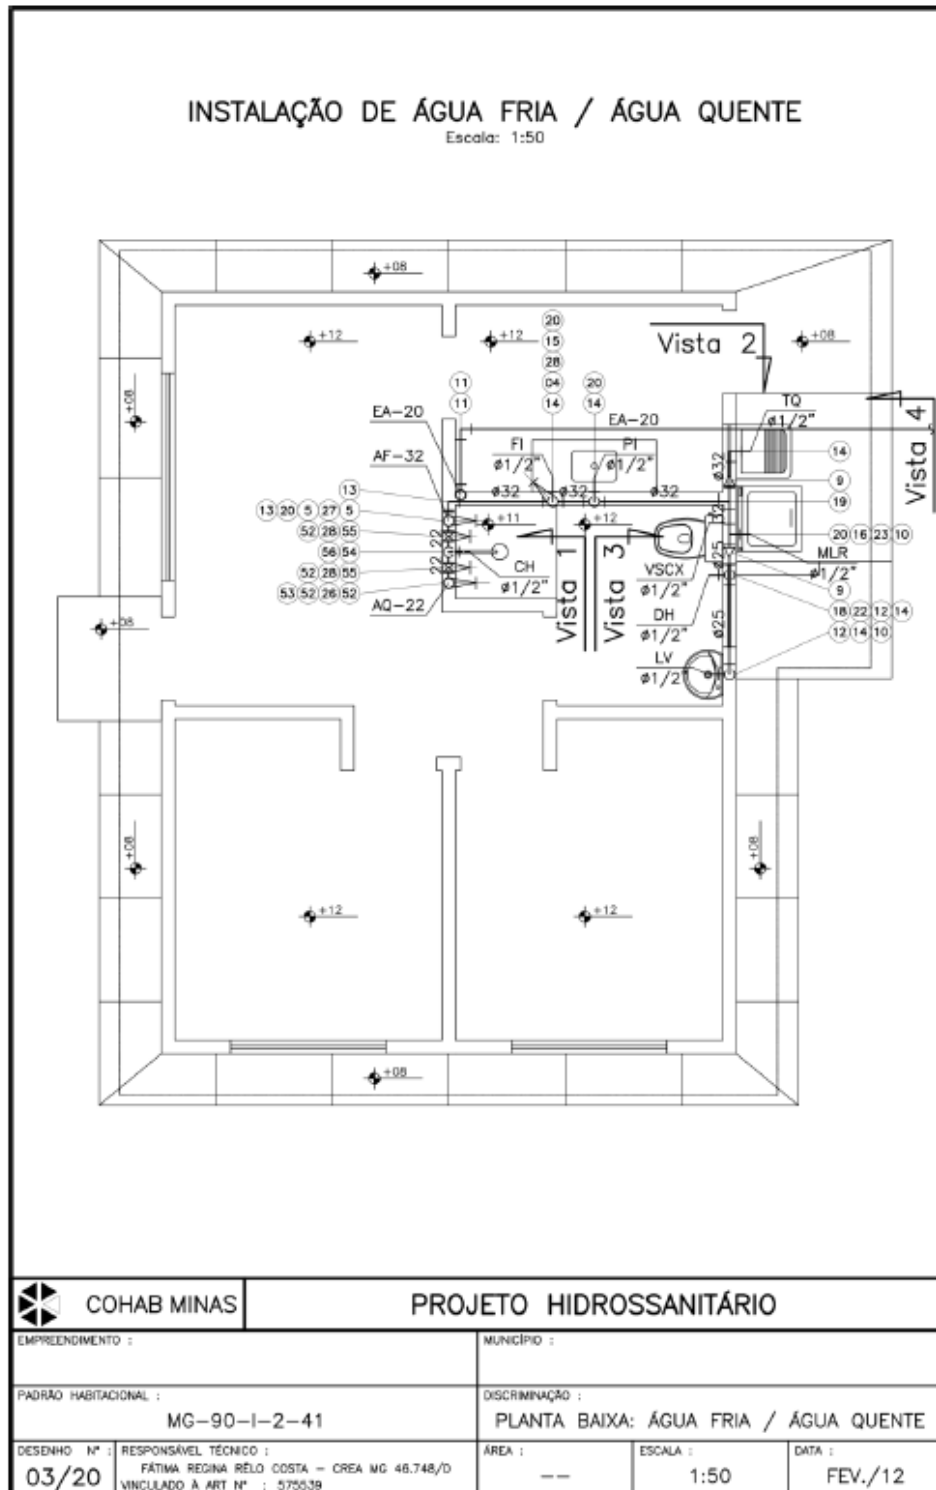 INSTALAÇÃO DE ÁGUA FRIA / ÁGUA QUENTE
Escala: 1:50
+08
+12
+12
20
15
28
04
14
20
14
Vista 2
+08
11
11
EA-20
EA-20
TQ
ø1/2"
Vista 4
+08
AF-32
FI
ø1/2"
PI
ø1/2"
ø32
14
13
ø32
ø32
ø32
9
13 20 5 27 5
+11
+12
32
19
52 28 55
22
20 16 23 10
56 54
CH
ø1/2"
Vista 1
Vista 3
VSCX
ø1/2"
ø25
MLR
ø1/2"
52 28 55
22
9
53 52 26 52
AQ-22
DH
ø1/2"
ø25
18 22 12 14
+08
12 14 10
LV
ø1/2"
+08
+08
+12
+12
+08
COHAB MINAS
PROJETO HIDROSSANITÁRIO
EMPREENDIMENTO :
MUNICÍPIO :
PADRÃO HABITACIONAL :
MG-90-I-2-41
DISCRIMINAÇÃO :
PLANTA BAIXA: ÁGUA FRIA / ÁGUA QUENTE
DESENHO Nº :
03/20
RESPONSÁVEL TÉCNICO :
FÁTIMA REGINA RÊLO COSTA - CREA MG 46.748/D
VINCULADO À ART Nº : 575539
ÁREA :
--
ESCALA :
1:50
DATA :
FEV./12